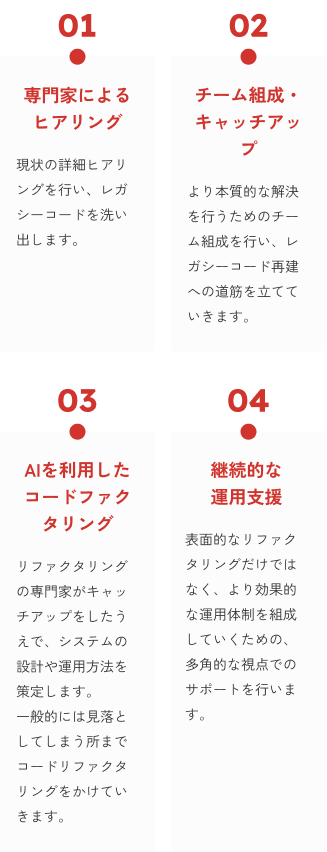 01
専門家による
ヒアリング
現状の詳細ヒアリ
ングを行い、レガ
シーコードを洗い
出します。
02
チーム組成・
キャッチアッ
プ
より本質的な解決
を行うためのチー
ム組成を行い、レ
ガシーコード再建
への道筋を立てて
いきます。
03
AIを利用した
コードファク
タリング
リファクタリング
の専門家がキャッ
チアップをしたう
えで、システムの
設計や運用方法を
策定します。
一般的には見落と
してしまう所まで
コードリファクタ
リングをかけてい
きます。
04
継続的な
運用支援
表面的なリファク
タリングだけでは
なく、より効果的
な運用体制を組成
していくための、
多角的な視点での
サポートを行いま
す。